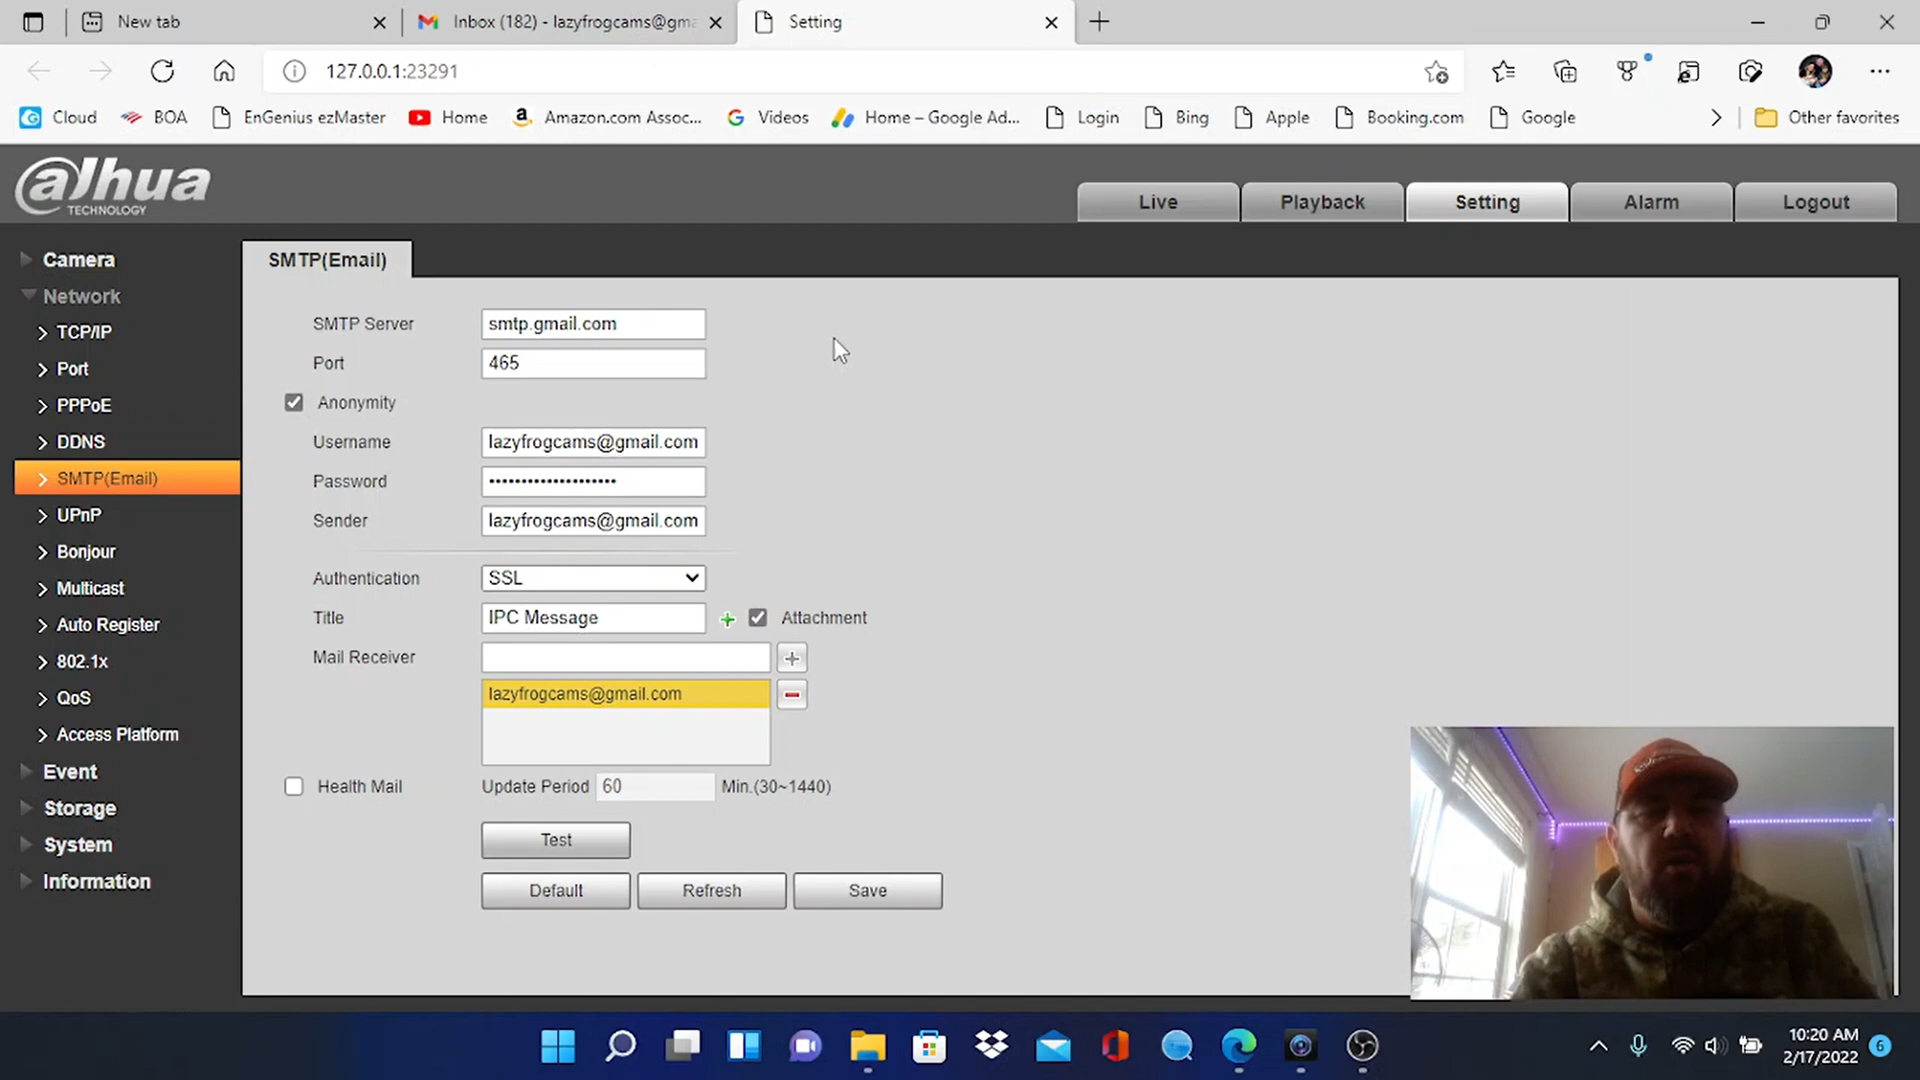 New tab
Inbox (182) - lazyfrogcams@gma
Setting
127.0.0.1:23291
Cloud
BOA
EnGenius ezMaster
Home
Amazon.com Assoc...
Videos
Home – Google Ad...
Login
Bing
Apple
Booking.com
Google
Other favorites
alhua
TECHNOLOGY
Live
Playback
Setting
Alarm
Logout
Camera
Network
TCP/IP
Port
PPPoE
DDNS
SMTP(Email)
UPnP
Bonjour
Multicast
Auto Register
802.1x
QoS
Access Platform
Event
Storage
System
Information
SMTP(Email)
SMTP Server smtp.gmail.com
Port 465
Anonymity
Username lazyfrogcams@gmail.com
Password ••••••••••••••••••••
Sender lazyfrogcams@gmail.com
Authentication SSL
Title IPC Message Attachment
Mail Receiver
lazyfrogcams@gmail.com
Health Mail Update Period 60 Min.(30~1440)
Test
Default Refresh Save
10:20 AM
2/17/2022
6